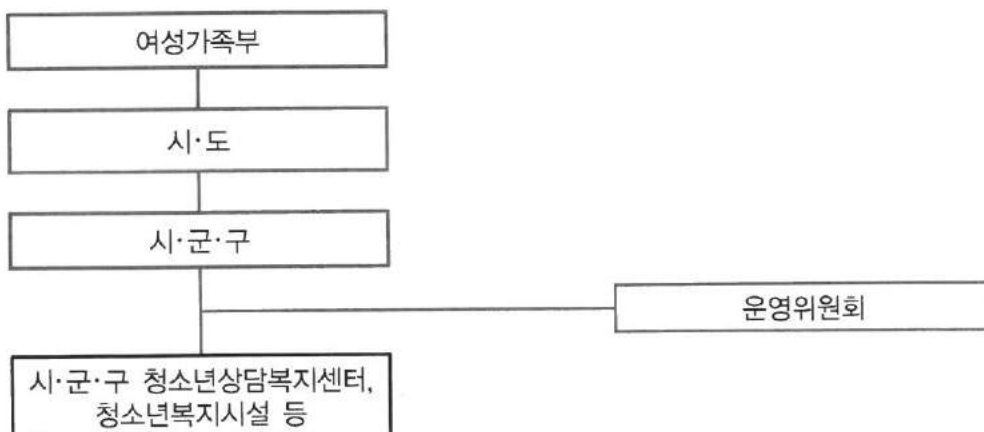 여성가족부
시·도
시·군·구
운영위원회
시·군·구 청소년상담복지센터,
청소년복지시설 등